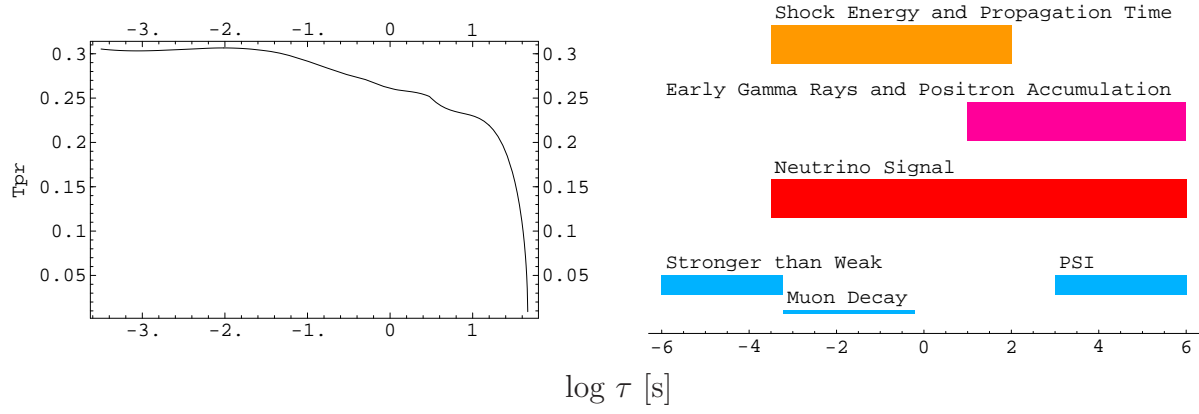 -3. -2. -1. 0 1
0.3 0.3
0.25 0.25
0.2 0.2
0.15 0.15
0.1 0.1
0.05 0.05
Tpr
-3. -2. -1. 0 1
Shock Energy and Propagation Time
Early Gamma Rays and Positron Accumulation
Neutrino Signal
Stronger than Weak PSI
Muon Decay
-6 -4 -2 0 2 4 6
log τ [s]